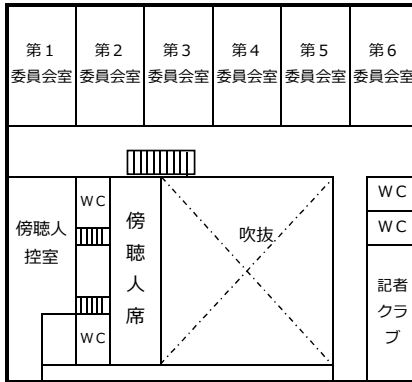 第１
委員会室
第２
委員会室
第３
委員会室
第４
委員会室
第５
委員会室
第６
委員会室
傍聴人
控室
ＷＣ
ＷＣ
傍
聴
人
席
吹抜
ＷＣ
ＷＣ
記者
クラ
ブ